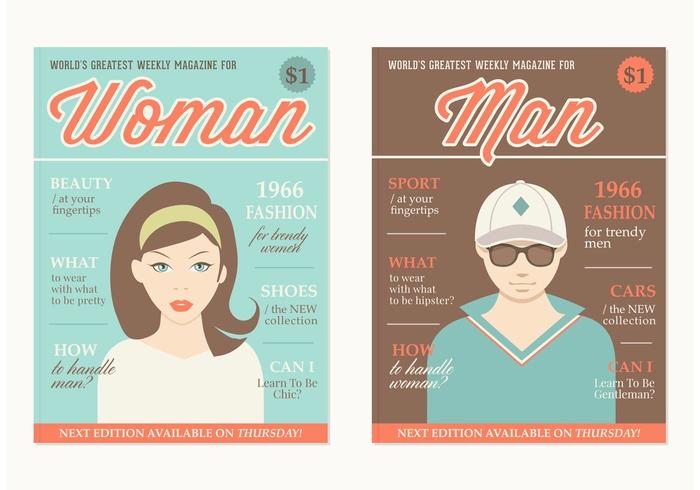 WORLD'S GREATEST WEEKLY MAGAZINE FOR
$1
Woman
BEAUTY
/ at your
fingertips
WHAT
to wear
with what
to be pretty
HOW
to handle
man?
1966
FASHION
for trendy
women
SHOES
/ the NEW
collection
CAN I
Learn To Be
Chic?
NEXT EDITION AVAILABLE ON THURSDAY!
WORLD'S GREATEST WEEKLY MAGAZINE FOR
$1
Man
SPORT
/ at your
fingertips
WHAT
to wear
with what
to be hipster?
HOW
to handle
woman?
1966
FASHION
for trendy
men
CARS
/ the NEW
collection
CAN I
Learn To Be
Gentleman?
NEXT EDITION AVAILABLE ON THURSDAY!